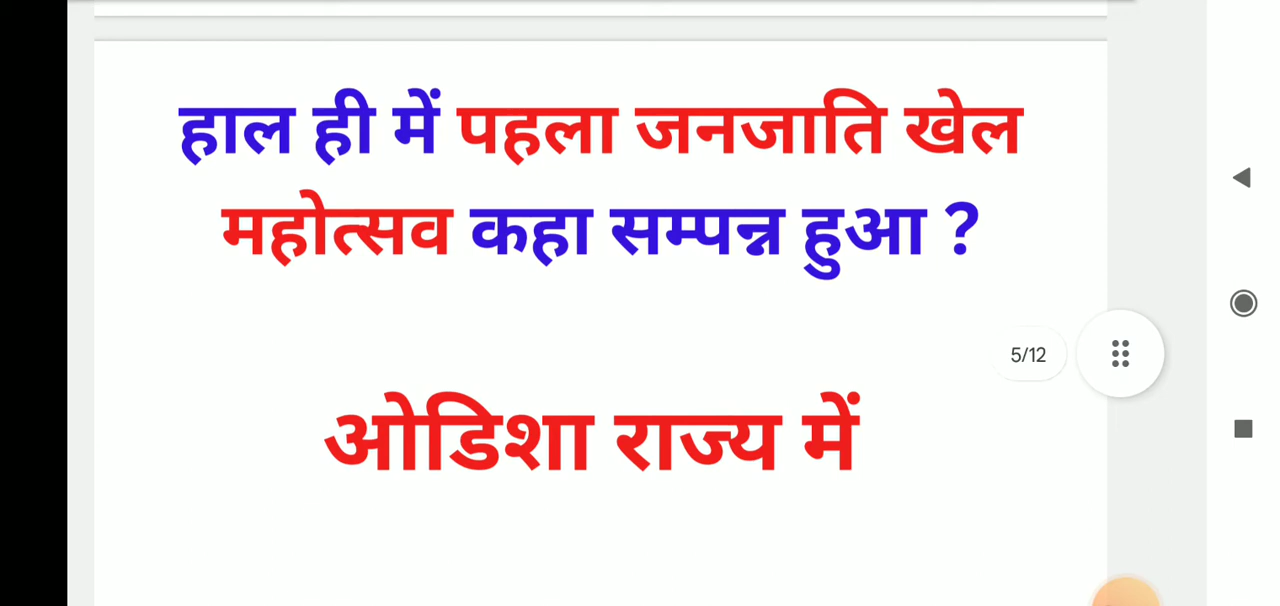 हाल ही में पहला जनजाति खेल
महोत्सव कहा सम्पन्न हुआ ?
5/12
ओडिशा राज्य में